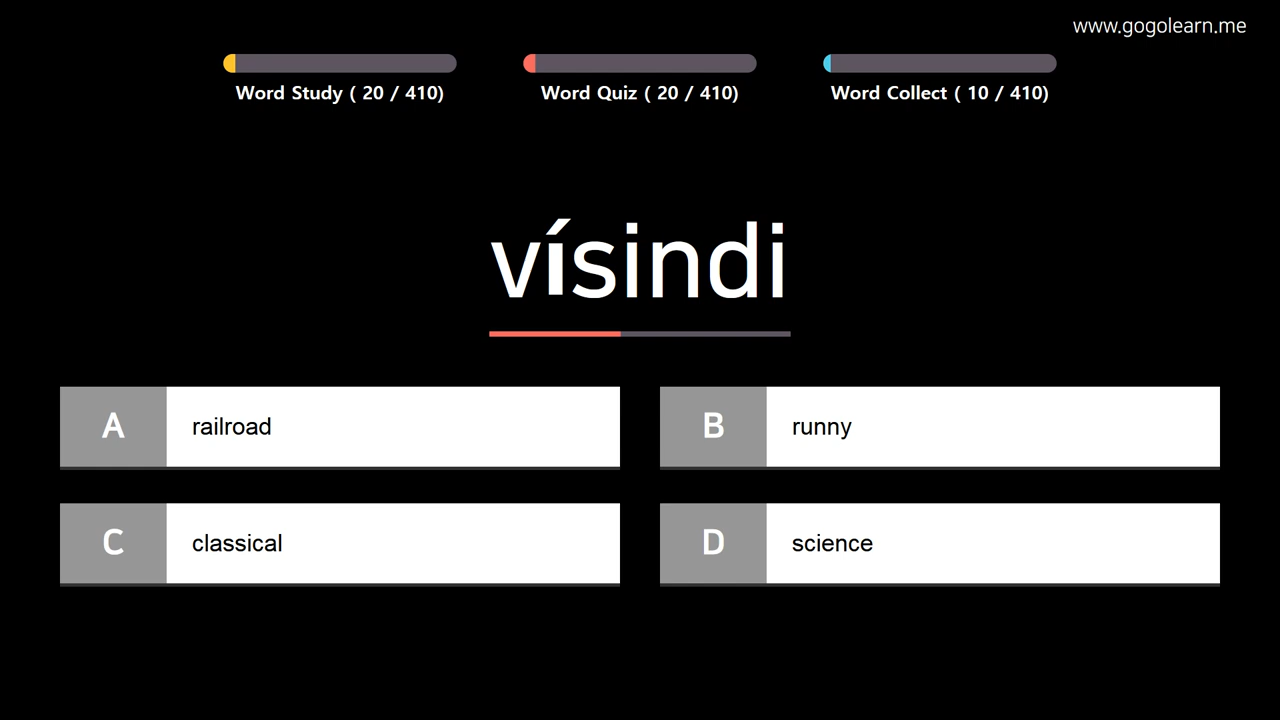 www.gogolearn.me
Word Study ( 20 / 410)
Word Quiz ( 20 / 410)
Word Collect ( 10 / 410)
vísindi
A railroad
B runny
C classical
D science